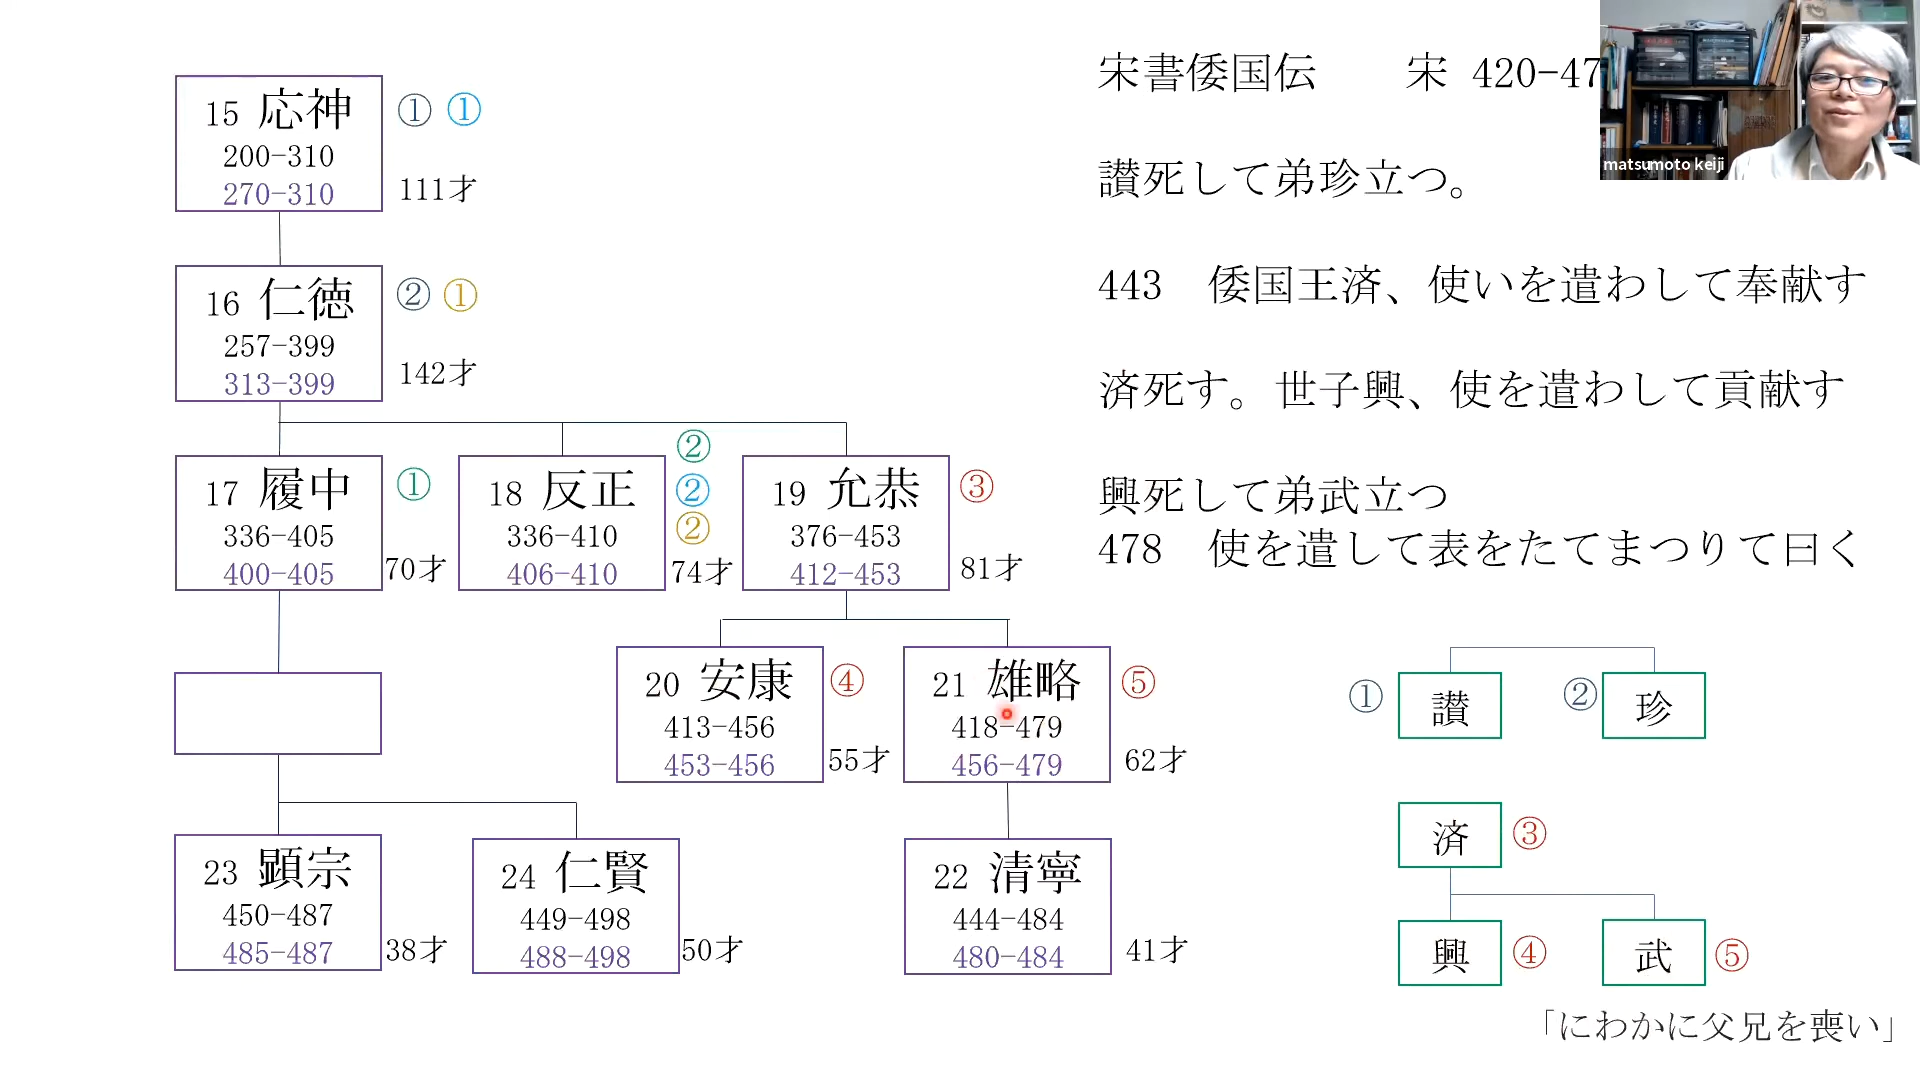 15 応神 ① ①
200-310
270-310
111才
16 仁徳 ② ①
257-399
313-399
142才
17 履中 ①
336-405
400-405
70才
18 反正 ② ② ②
336-410
406-410
74才
19 允恭 ③
376-453
412-453
81才
20 安康 ④
413-456
453-456
55才
21 雄略 ⑤
418-479
456-479
62才
23 顕宗
450-487
485-487
38才
24 仁賢
449-498
488-498
50才
22 清寧
444-484
480-484
41才
宋書倭国伝　　宋 420-47
讃死して弟珍立つ。
443　倭国王済、使いを遣わして奉献す
済死す。世子興、使を遣わして貢献す
興死して弟武立つ
478　使を遣して表をたてまつりて曰く
① 讃 ② 珍
済 ③
興 ④ 武 ⑤
「にわかに父兄を喪い」
matsumoto keiji